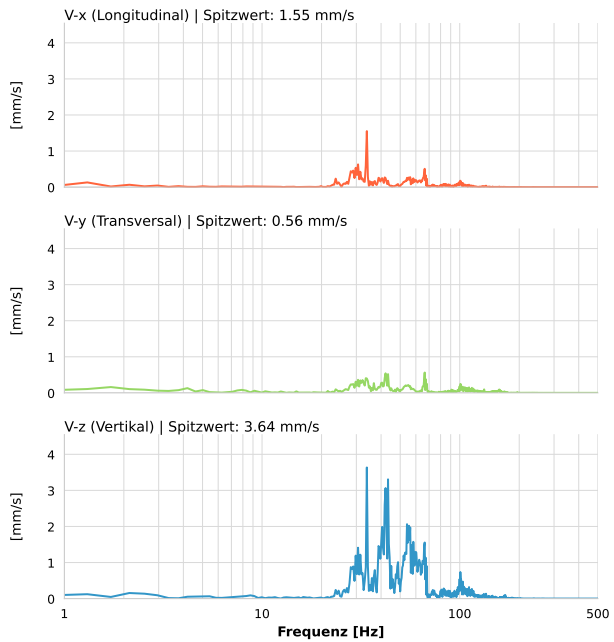 V-x (Longitudinal) | Spitzwert: 1.55 mm/s
[mm/s]
4
3
2
1
0
V-y (Transversal) | Spitzwert: 0.56 mm/s
[mm/s]
4
3
2
1
0
V-z (Vertikal) | Spitzwert: 3.64 mm/s
[mm/s]
4
3
2
1
0
1 10 100 500
Frequenz [Hz]